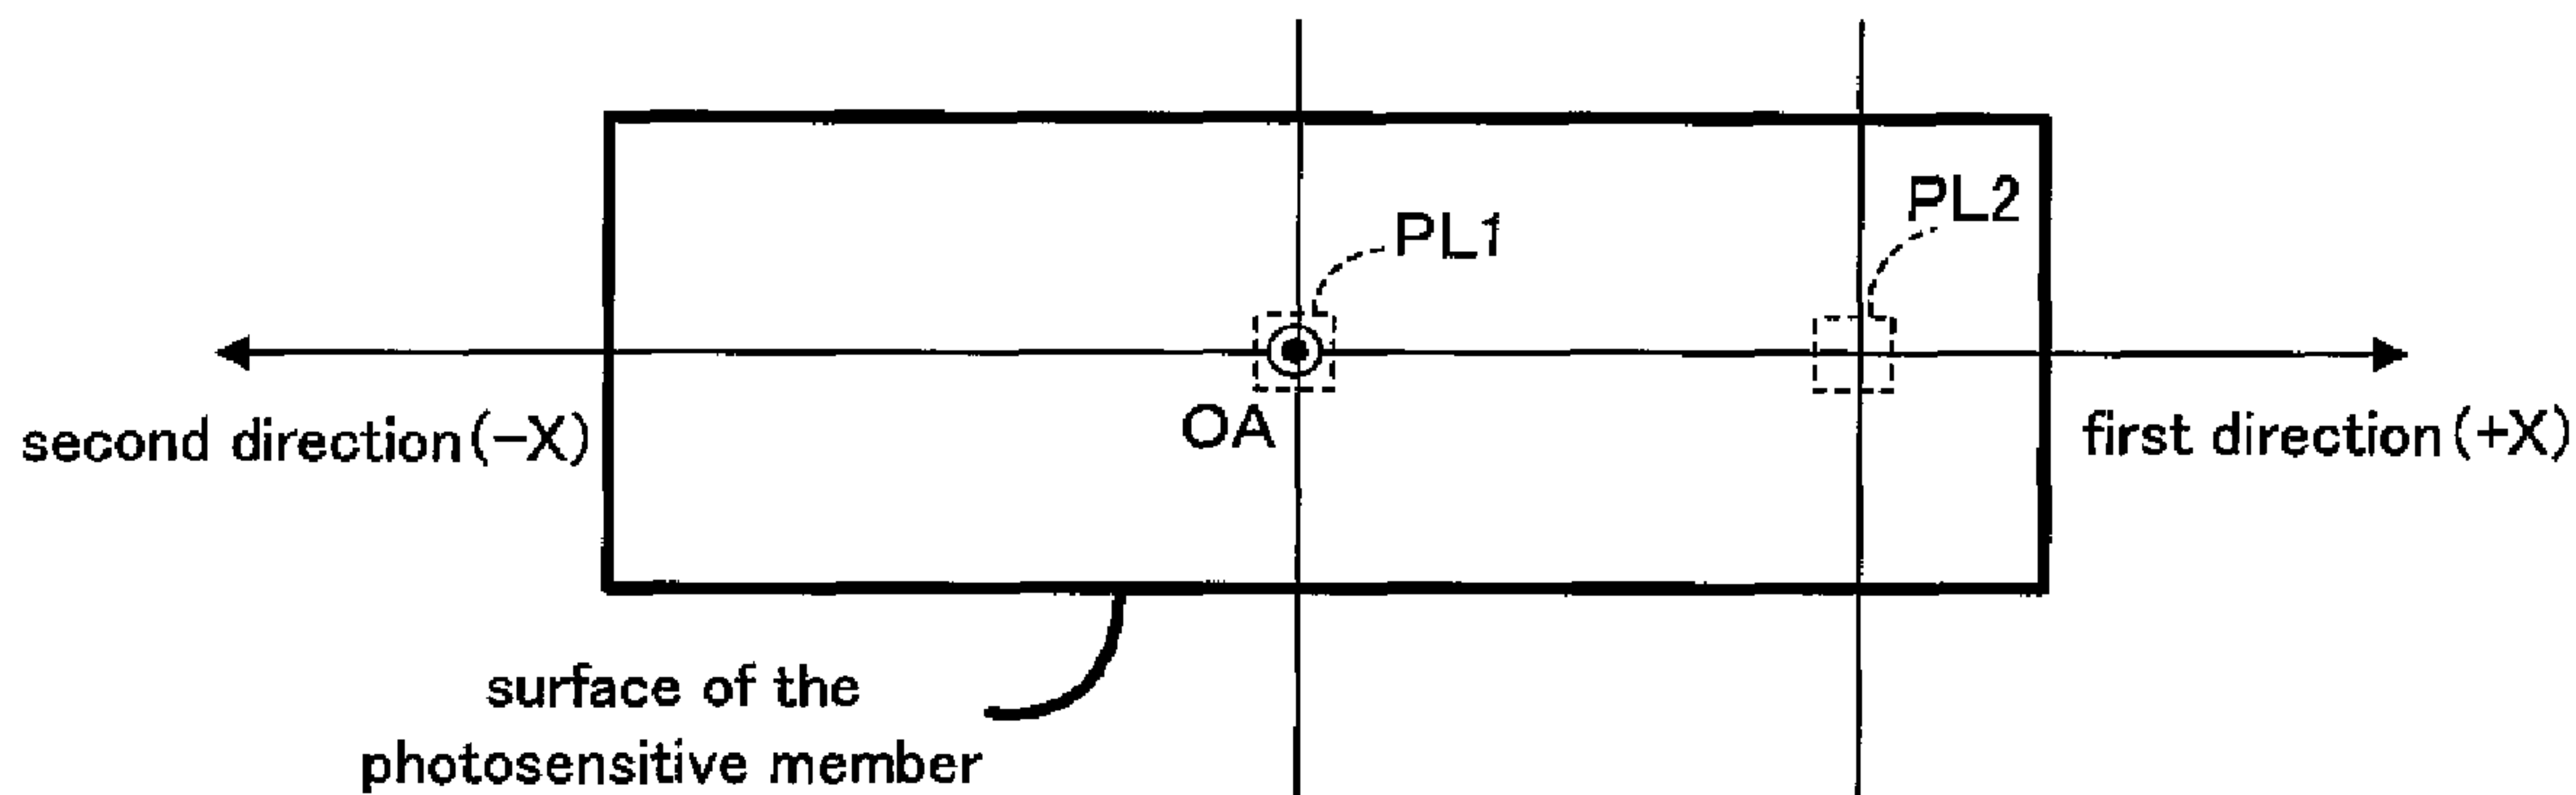 PL2
PL1
OA
second direction(−X)
first direction(+X)
surface of the
photosensitive member